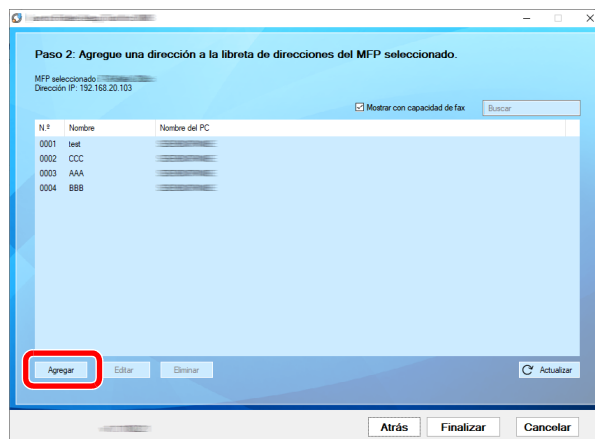 Paso 2: Agregue una dirección a la libreta de direcciones del MFP seleccionado.
MFP seleccionado
Dirección IP: 192.168.20.103
Mostrar con capacidad de fax
Buscar
N.º Nombre Nombre del PC
0001 test
0002 CCC
0003 AAA
0004 BBB
Agregar Editar Eliminar Actualizar
Atrás Finalizar Cancelar